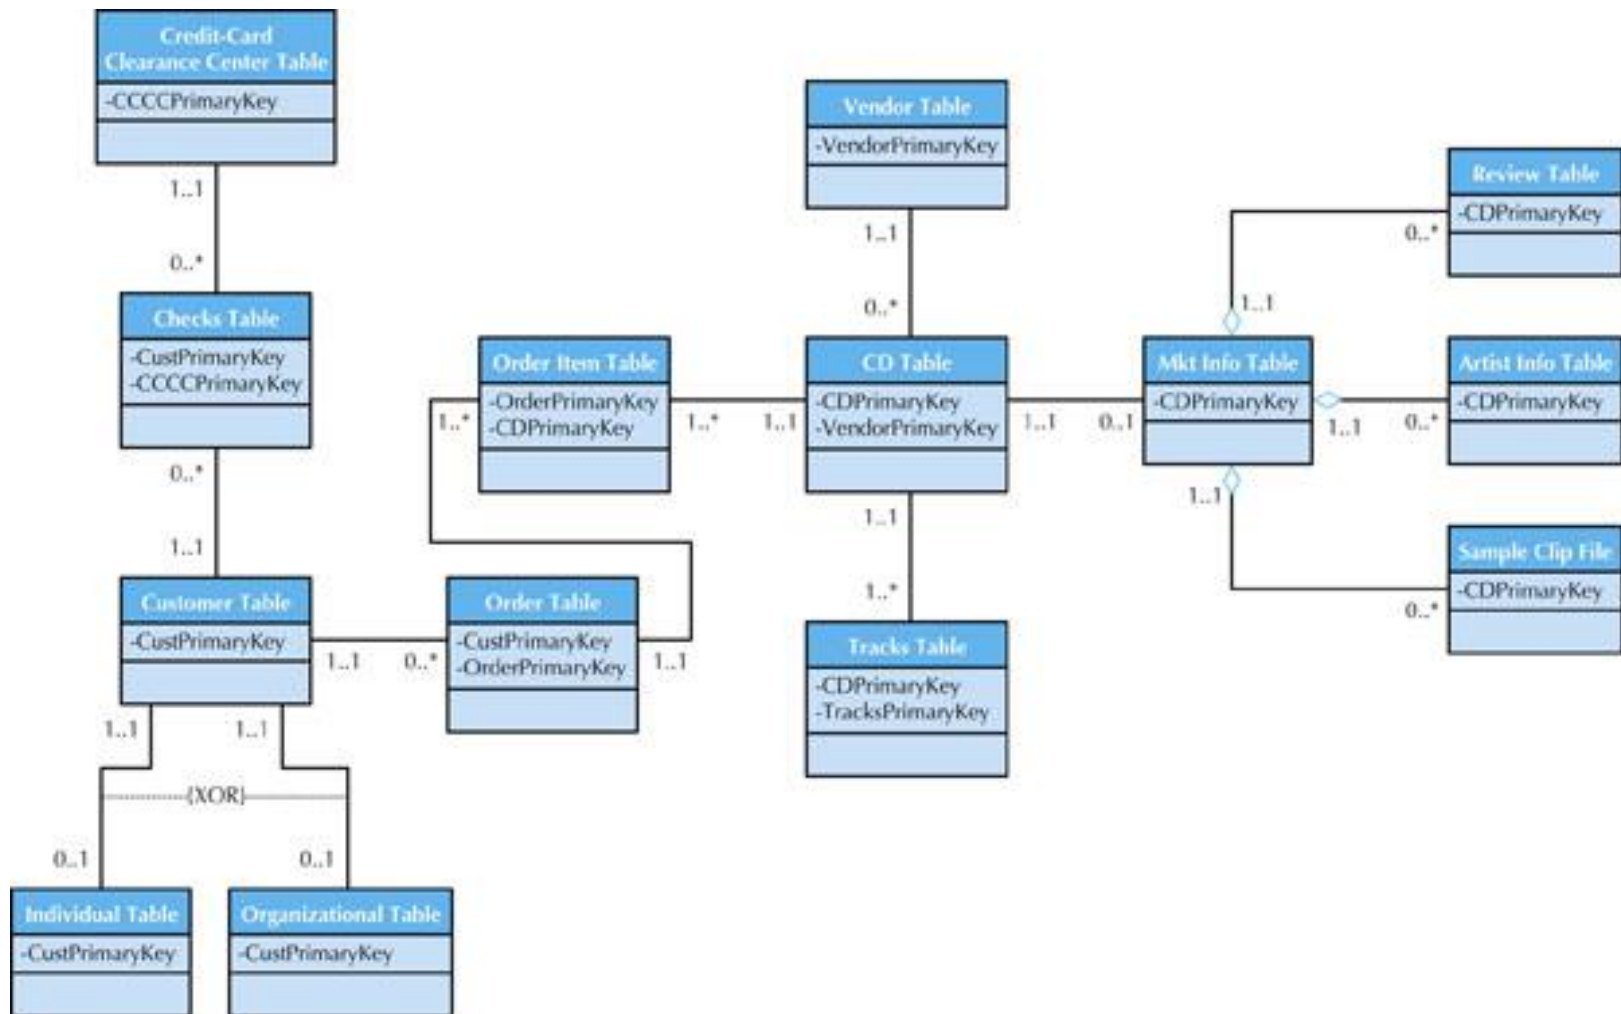 Credit-Card
Clearance Center Table
-CCCCPrimaryKey
1..1
0..*
Checks Table
-CustPrimaryKey
-CCCCPrimaryKey
0..*
1..1
Customer Table
-CustPrimaryKey
1..1
0..*
1..1
1..1
{XOR}
0..1
0..1
Individual Table
-CustPrimaryKey
Organizational Table
-CustPrimaryKey
Order Table
-CustPrimaryKey
-OrderPrimaryKey
1..1
1..*
Order Item Table
-OrderPrimaryKey
-CDPrimaryKey
1..*
1..1
Vendor Table
-VendorPrimaryKey
1..1
0..*
CD Table
-CDPrimaryKey
-VendorPrimaryKey
1..1
0..1
1..1
1..*
Tracks Table
-CDPrimaryKey
-TracksPrimaryKey
Mkt Info Table
-CDPrimaryKey
1..1
0..*
Review Table
-CDPrimaryKey
1..1
0..*
Artist Info Table
-CDPrimaryKey
1..1
0..*
Sample Clip File
-CDPrimaryKey